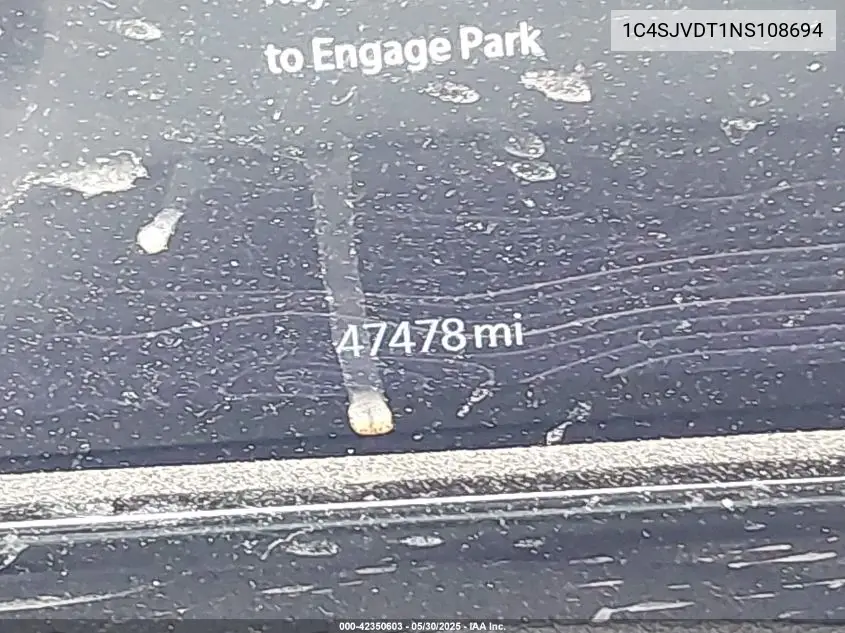 1C4SJVDT1NS108694
to Engage Park
47478 mi
000-42350603 - 05/30/2025 - IAA Inc.